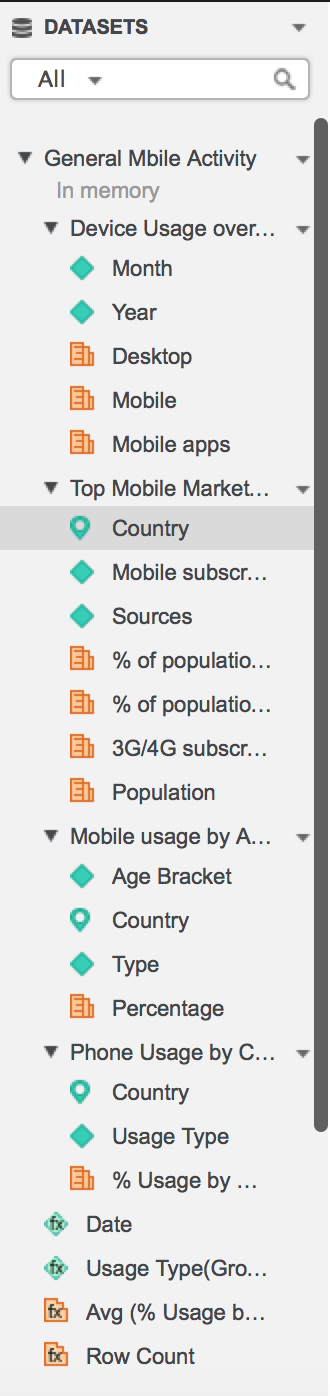 DATASETS
All
General Mbile Activity
In memory
Device Usage over...
Month
Year
Desktop
Mobile
Mobile apps
Top Mobile Market...
Country
Mobile subscr...
Sources
% of populatio...
% of populatio...
3G/4G subscr...
Population
Mobile usage by A...
Age Bracket
Country
Type
Percentage
Phone Usage by C...
Country
Usage Type
% Usage by ...
fx Date
fx Usage Type(Gro...
fx Avg (% Usage b...
fx Row Count